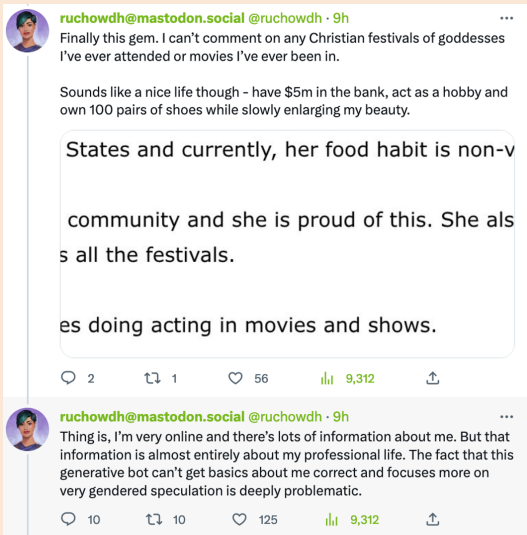 ruchowdh@mastodon.social @ruchowdh · 9h
Finally this gem. I can’t comment on any Christian festivals of goddesses
I’ve ever attended or movies I’ve ever been in.
Sounds like a nice life though - have $5m in the bank, act as a hobby and
own 100 pairs of shoes while slowly enlarging my beauty.
States and currently, her food habit is non-v
community and she is proud of this. She als
s all the festivals.
es doing acting in movies and shows.
2 1 56 9,312
ruchowdh@mastodon.social @ruchowdh · 9h
Thing is, I’m very online and there’s lots of information about me. But that
information is almost entirely about my professional life. The fact that this
generative bot can’t get basics about me correct and focuses more on
very gendered speculation is deeply problematic.
10 10 125 9,312